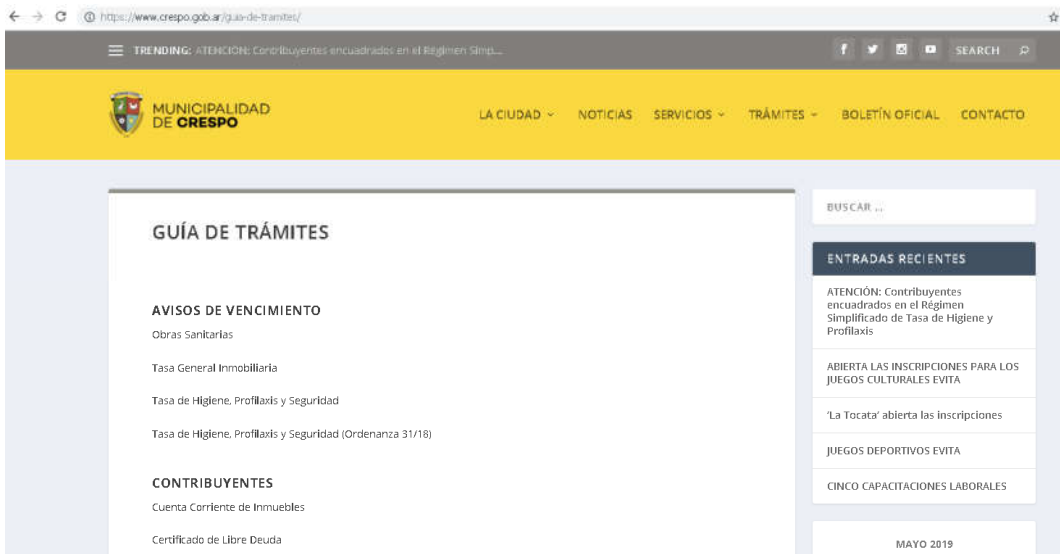 https://www.crespo.gob.ar/guia-de-tramites/
TRENDING: ATENCIÓN: Contribuyentes encuadrados en el Régimen Simp...
SEARCH
MUNICIPALIDAD
DE CRESPO
LA CIUDAD
NOTICIAS
SERVICIOS
TRÁMITES
BOLETÍN OFICIAL
CONTACTO
GUÍA DE TRÁMITES
AVISOS DE VENCIMIENTO
Obras Sanitarias
Tasa General Inmobiliaria
Tasa de Higiene, Profilaxis y Seguridad
Tasa de Higiene, Profilaxis y Seguridad (Ordenanza 31/18)
CONTRIBUYENTES
Cuenta Corriente de Inmuebles
Certificado de Libre Deuda
BUSCAR ...
ENTRADAS RECIENTES
ATENCIÓN: Contribuyentes
encuadrados en el Régimen
Simplificado de Tasa de Higiene y
Profilaxis
ABIERTA LAS INSCRIPCIONES PARA LOS
JUEGOS CULTURALES EVITA
‘La Tocata’ abierta las inscripciones
JUEGOS DEPORTIVOS EVITA
CINCO CAPACITACIONES LABORALES
MAYO 2019